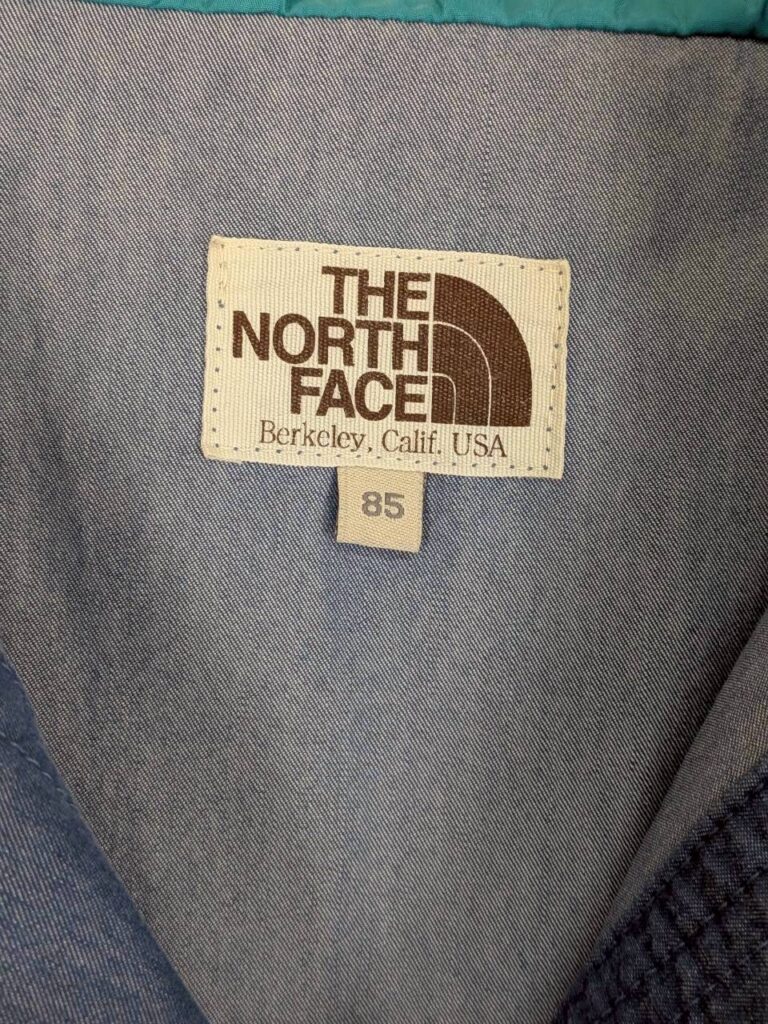 THE
NORTH
FACE
Berkeley, Calif. USA
85